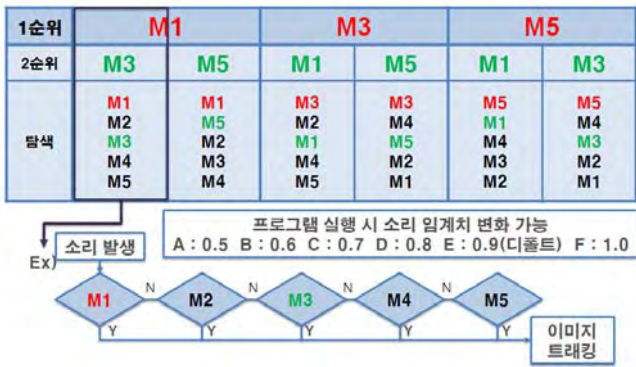 1순위 M1 M3 M5
2순위 M3 M5 M1 M5 M1 M3
탐색
M1 M1 M3 M3 M5 M5
M2 M5 M2 M4 M1 M4
M3 M2 M1 M5 M4 M3
M4 M3 M4 M2 M3 M2
M5 M4 M5 M1 M2 M1
프로그램 실행 시 소리 임계치 변화 가능
A : 0.5 B : 0.6 C : 0.7 D : 0.8 E : 0.9(디폴트) F : 1.0
Ex)
소리 발생
M1 N M2 N M3 N M4 N M5
Y Y Y Y Y
이미지
트래킹